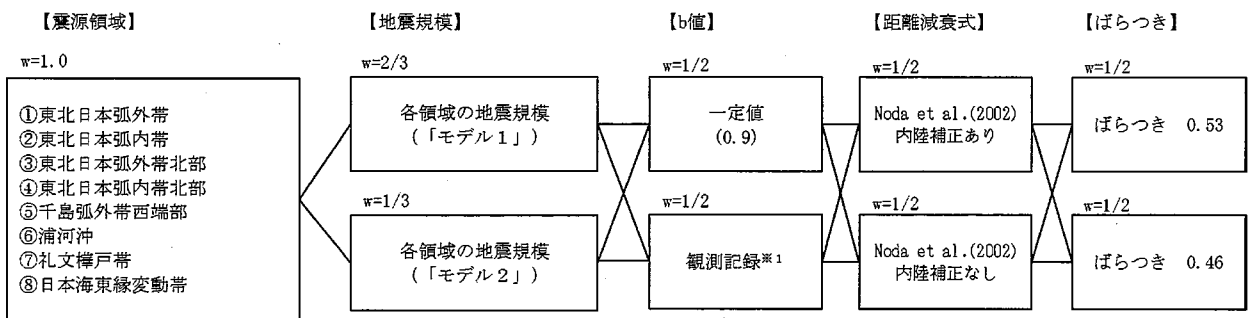 【震源領域】
【地震規模】
【b値】
【距離減衰式】
【ばらつき】
w=1.0
①東北日本弧外帯
②東北日本弧内帯
③東北日本弧外帯北部
④東北日本弧内帯北部
⑤千島弧外帯西端部
⑥浦河沖
⑦礼文樺戸帯
⑧日本海東縁変動帯
w=2/3
各領域の地震規模
(「モデル1」)
w=1/3
各領域の地震規模
(「モデル2」)
w=1/2
一定値
(0.9)
w=1/2
観測記録※1
w=1/2
Noda et al.(2002)
内陸補正あり
w=1/2
Noda et al.(2002)
内陸補正なし
w=1/2
ばらつき 0.53
w=1/2
ばらつき 0.46